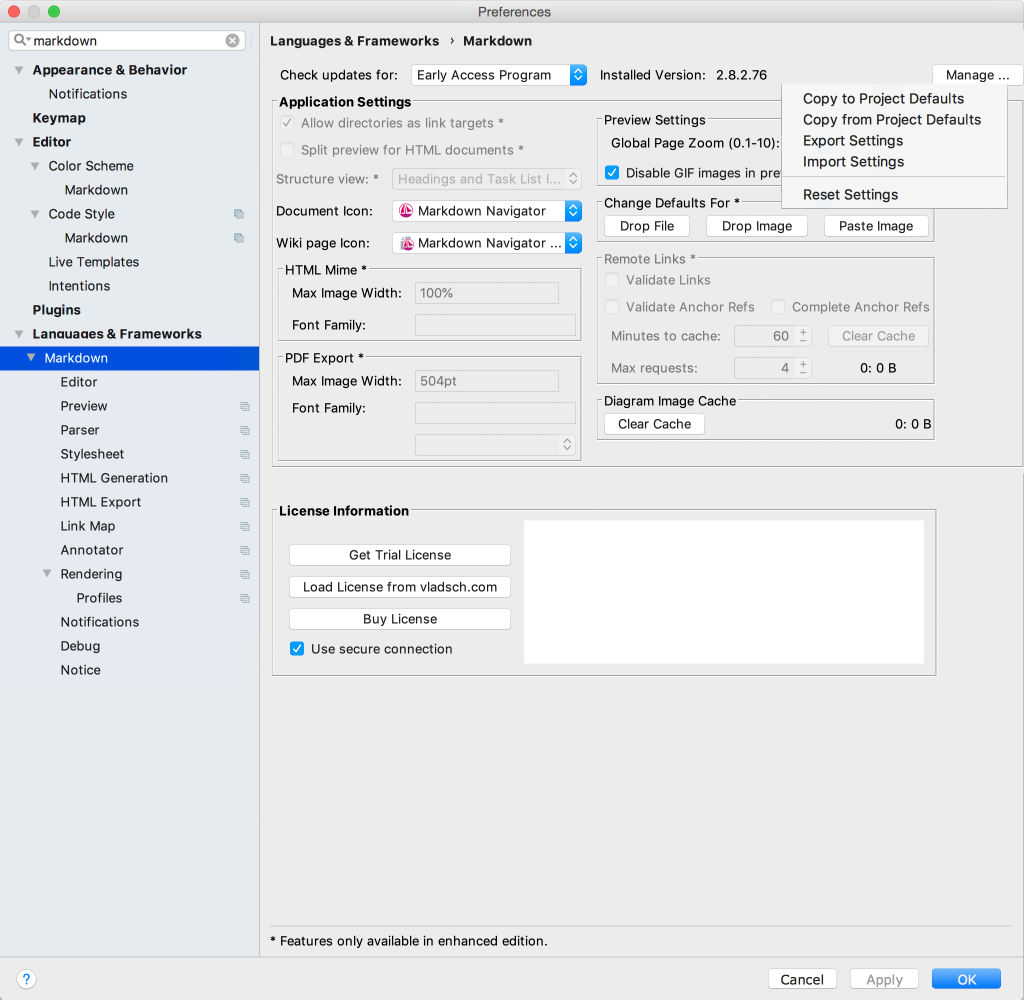 Preferences
markdown
Appearance & Behavior
Notifications
Keymap
Editor
Color Scheme
Markdown
Code Style
Markdown
Live Templates
Intentions
Plugins
Languages & Frameworks
Markdown
Editor
Preview
Parser
Stylesheet
HTML Generation
HTML Export
Link Map
Annotator
Rendering
Profiles
Notifications
Debug
Notice
Languages & Frameworks › Markdown
Check updates for: Early Access Program Installed Version: 2.8.2.76 Manage ...
Copy to Project Defaults
Copy from Project Defaults
Export Settings
Import Settings
Reset Settings
Application Settings
Allow directories as link targets *
Split preview for HTML documents *
Structure view: * Headings and Task List I...
Document Icon: Markdown Navigator
Wiki page Icon: Markdown Navigator ...
HTML Mime *
Max Image Width: 100%
Font Family:
PDF Export *
Max Image Width: 504pt
Font Family:
Preview Settings
Global Page Zoom (0.1-10):
Disable GIF images in pre
Change Defaults For *
Drop File Drop Image Paste Image
Remote Links *
Validate Links
Validate Anchor Refs Complete Anchor Refs
Minutes to cache: 60 Clear Cache
Max requests: 4 0: 0 B
Diagram Image Cache
Clear Cache 0: 0 B
License Information
Get Trial License
Load License from vladsch.com
Buy License
Use secure connection
* Features only available in enhanced edition.
? Cancel Apply OK